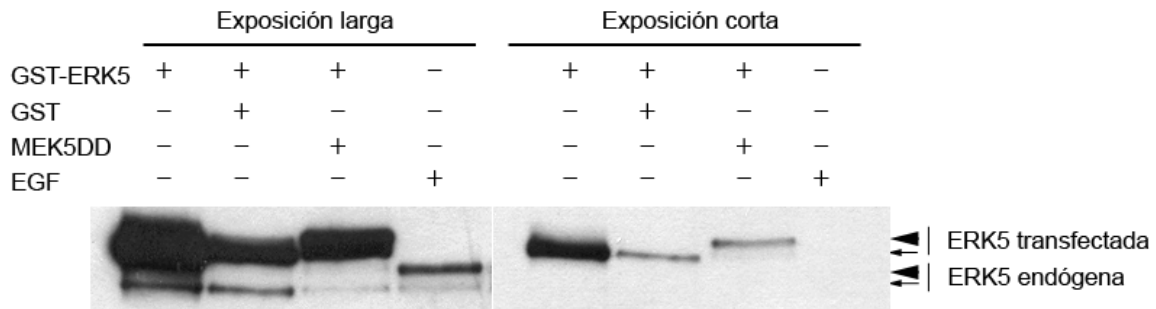 Exposición larga Exposición corta
GST-ERK5 + + + − + + + −
GST − + − − − + − −
MEK5DD − − + − − − + −
EGF − − − + − − − +
ERK5 transfectada
ERK5 endógena